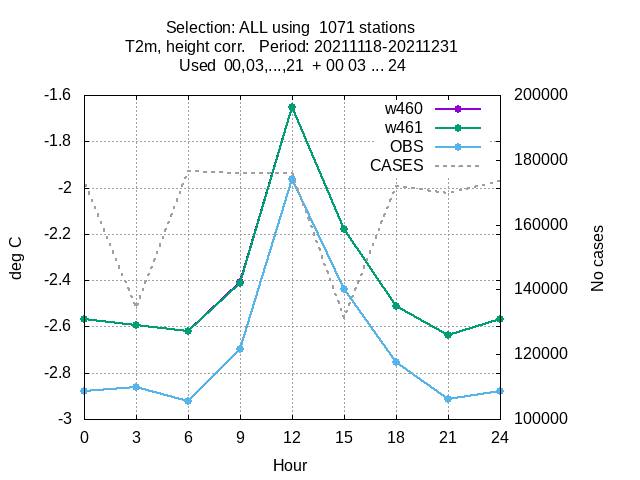 Selection: ALL using  1071 stations
T2m, height corr.   Period: 20211118-20211231
Used  00,03,...,21  + 00 03 ... 24
-1.6
-1.8
-2
-2.2
-2.4
-2.6
-2.8
-3
deg C
w460
w461
OBS
CASES
200000
180000
160000
140000
120000
100000
No cases
0 3 6 9 12 15 18 21 24
Hour